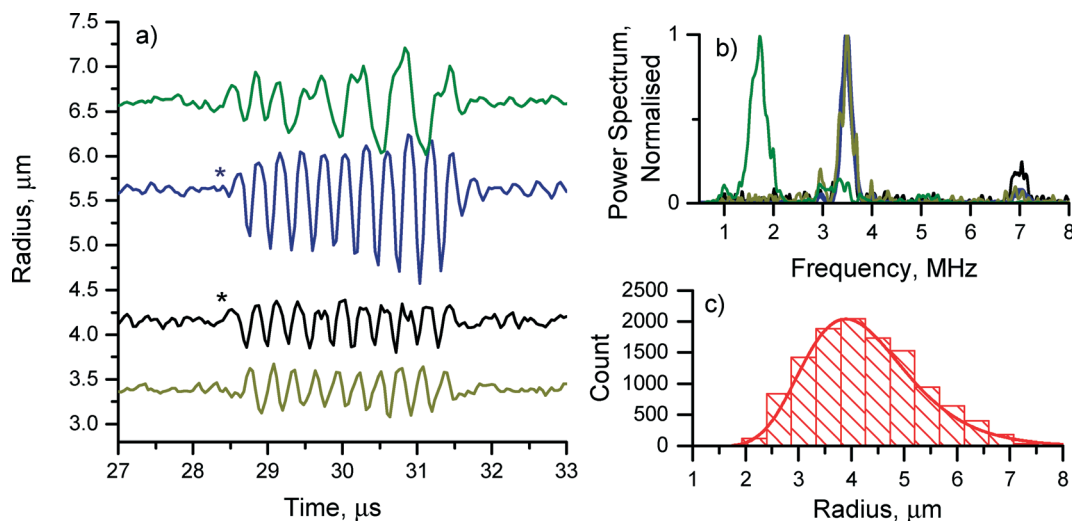 a)
7.0
6.5
6.0
5.5
5.0
4.5
4.0
3.5
3.0
Radius, µm
*
*
27 28 29 30 31 32 33
Time, µs
b)
1
0
Power Spectrum,
Normalised
1 2 3 4 5 6 7 8
Frequency, MHz
c)
2500
2000
1500
1000
500
0
Count
1 2 3 4 5 6 7 8
Radius, µm